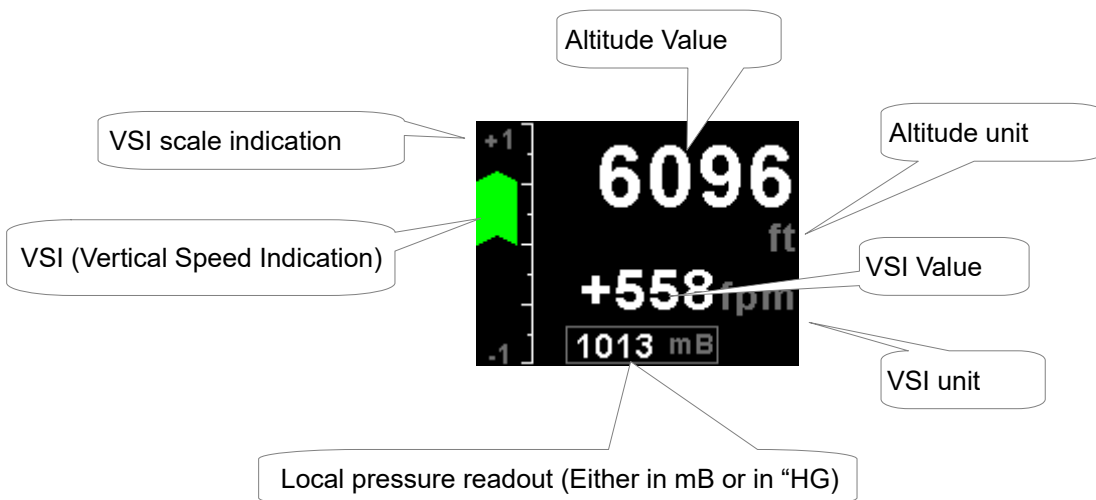 Altitude Value
VSI scale indication
+1
6096
Altitude unit
ft
VSI (Vertical Speed Indication)
VSI Value
+558fpm
1013 mB
-1
VSI unit
Local pressure readout (Either in mB or in “HG)